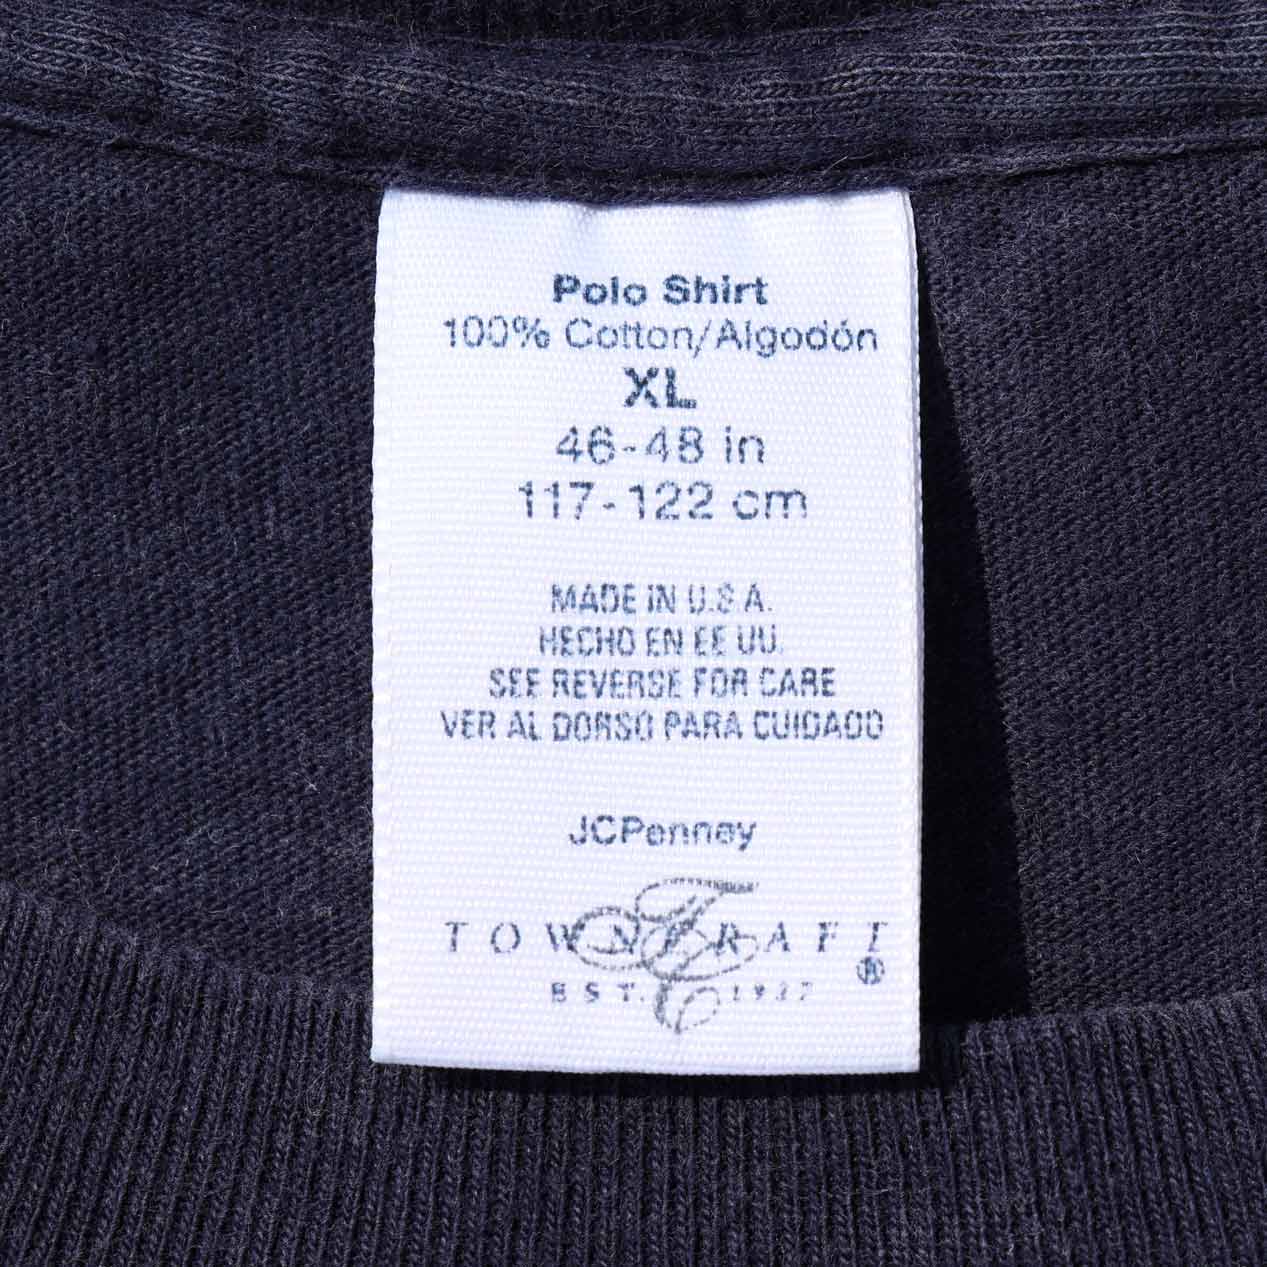 Polo Shirt
100% Cotton/Algodón
XL
46-48 in
117-122 cm
MADE IN U.S.A.
HECHO EN EE UU.
SEE REVERSE FOR CARE
VER AL DORSO PARA CUIDADO
JCPenney
TOWNCRAFT®
EST. 1927